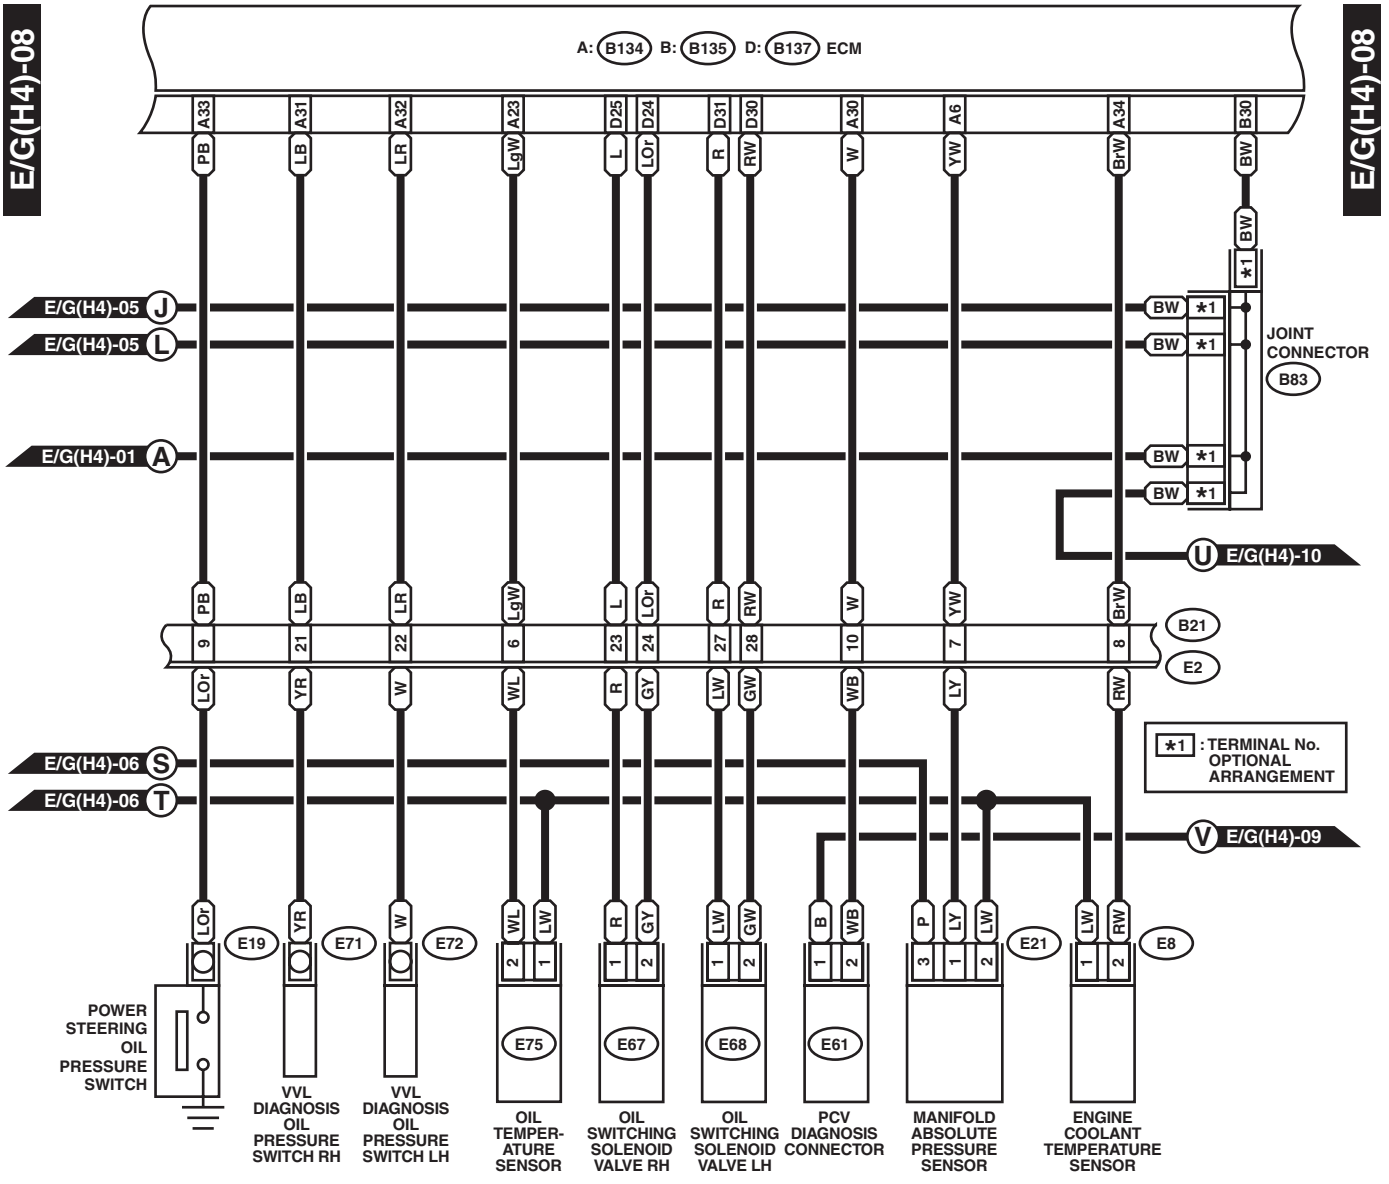 E/G(H4)-08
E/G(H4)-08
A: B134 B: B135 D: B137 ECM
A33 A31 A32 A23 D25 D24 D31 D30 A30 A6 A34 B30
PB LB LR LgW L LOr R RW W YW BrW BW
BW
*1
E/G(H4)-05 J BW *1
E/G(H4)-05 L BW *1
JOINT
CONNECTOR
B83
E/G(H4)-01 A BW *1
BW *1
U E/G(H4)-10
PB LB LR LgW L LOr R RW W YW BrW
9 21 22 6 23 24 27 28 10 7 8
B21
E2
LOr YR W WL R GY LW GW WB LY RW
*1 : TERMINAL No.
OPTIONAL
ARRANGEMENT
E/G(H4)-06 S
E/G(H4)-06 T
V E/G(H4)-09
LOr YR W WL LW R GY LW GW B WB P LY LW LW RW
E19 E71 E72 E21 E8
2 1 1 2 1 2 1 2 3 1 2 1 2
POWER
STEERING
OIL
PRESSURE
SWITCH
E75 E67 E68 E61
VVL
DIAGNOSIS
OIL
PRESSURE
SWITCH RH
VVL
DIAGNOSIS
OIL
PRESSURE
SWITCH LH
OIL
TEMPER-
ATURE
SENSOR
OIL
SWITCHING
SOLENOID
VALVE RH
OIL
SWITCHING
SOLENOID
VALVE LH
PCV
DIAGNOSIS
CONNECTOR
MANIFOLD
ABSOLUTE
PRESSURE
SENSOR
ENGINE
COOLANT
TEMPERATURE
SENSOR